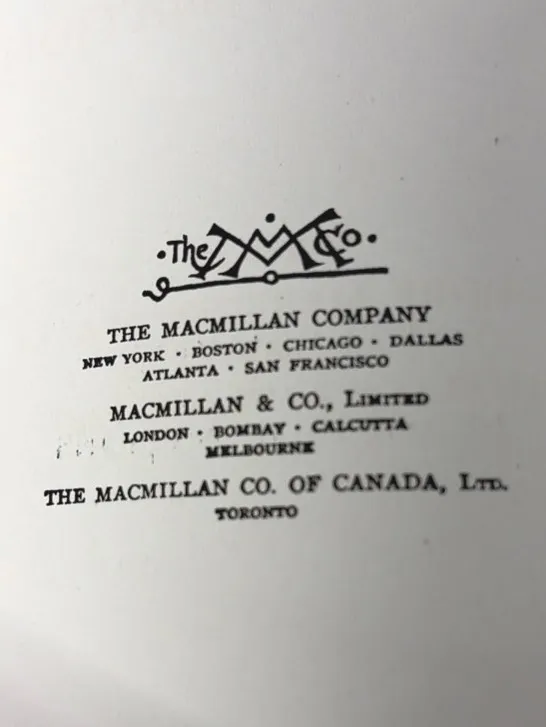 ·The M Co·
THE MACMILLAN COMPANY
NEW YORK · BOSTON · CHICAGO · DALLAS
ATLANTA · SAN FRANCISCO
MACMILLAN & CO., LIMITED
LONDON · BOMBAY · CALCUTTA
MELBOURNE
THE MACMILLAN CO. OF CANADA, LTD.
TORONTO